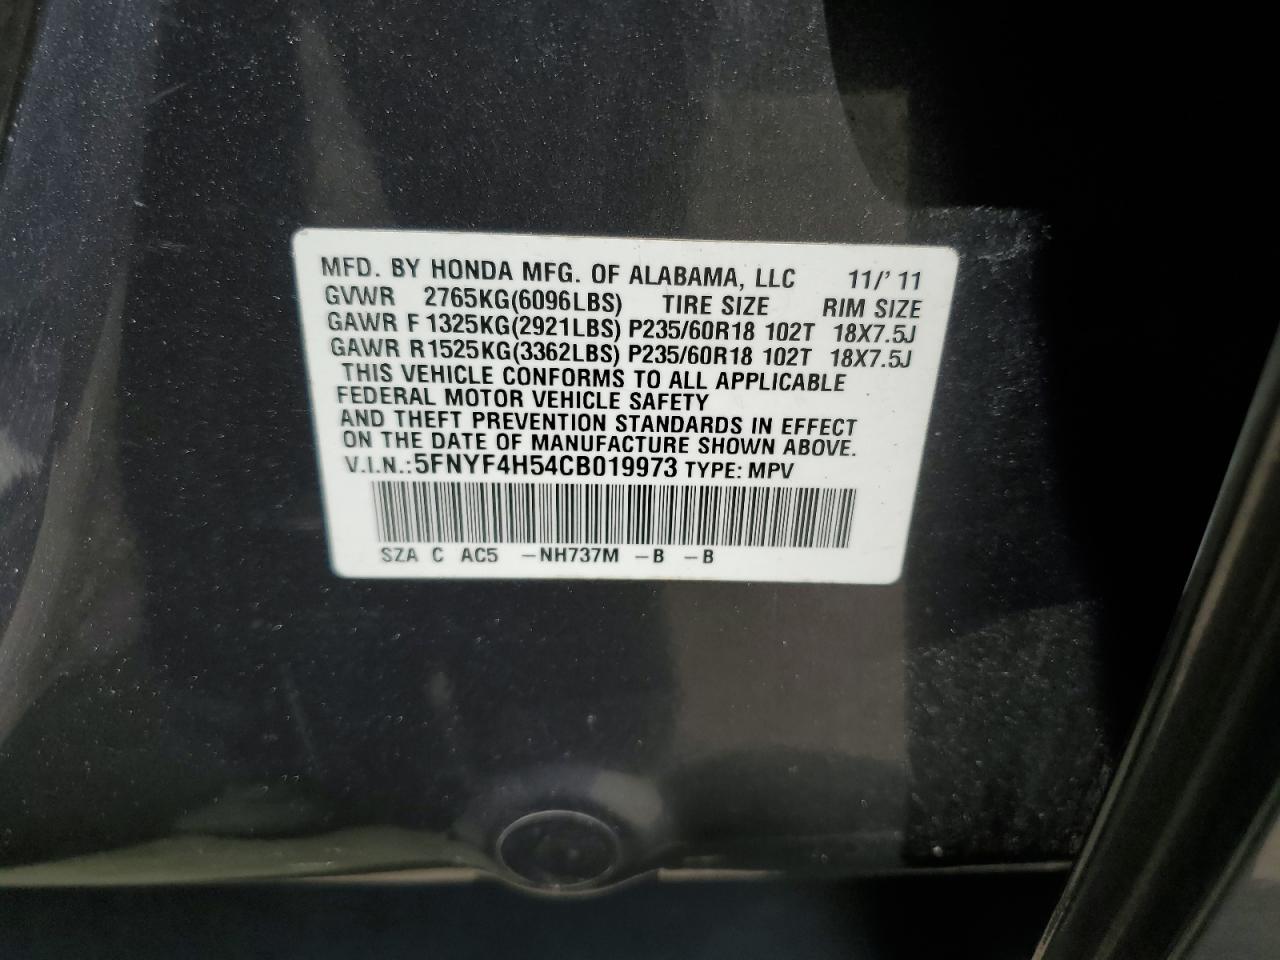 MFD. BY HONDA MFG. OF ALABAMA, LLC 11/' 11
GVWR 2765KG(6096LBS) TIRE SIZE RIM SIZE
GAWR F 1325KG(2921LBS) P235/60R18 102T 18X7.5J
GAWR R1525KG(3362LBS) P235/60R18 102T 18X7.5J
THIS VEHICLE CONFORMS TO ALL APPLICABLE
FEDERAL MOTOR VEHICLE SAFETY
AND THEFT PREVENTION STANDARDS IN EFFECT
ON THE DATE OF MANUFACTURE SHOWN ABOVE.
V.I.N.:5FNYF4H54CB019973 TYPE: MPV
SZA C AC5 -NH737M -B -B